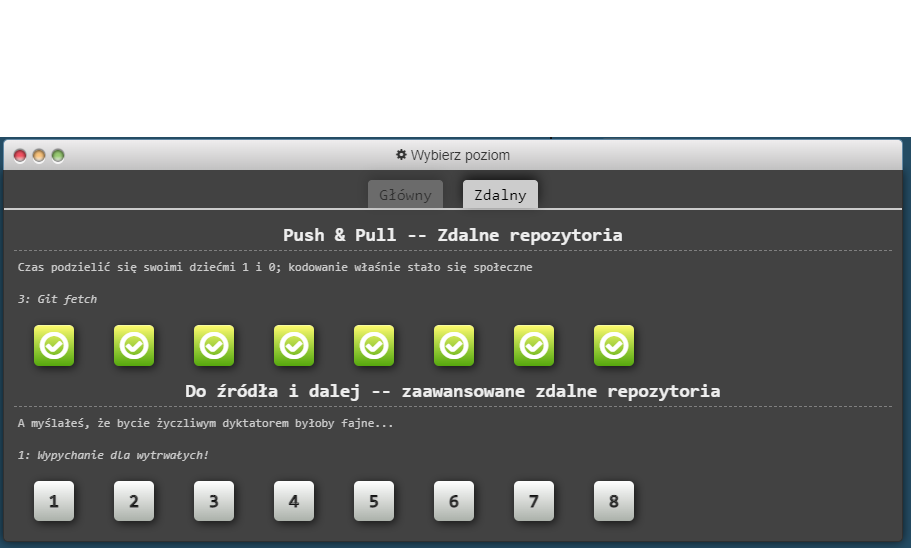 Wybierz poziom
Główny Zdalny
Push & Pull -- Zdalne repozytoria
Czas podzielić się swoimi dziećmi 1 i 0; kodowanie właśnie stało się społeczne
3: Git fetch
Do źródła i dalej -- zaawansowane zdalne repozytoria
A myślałeś, że bycie życzliwym dyktatorem byłoby fajne...
1: Wypychanie dla wytrwałych!
1 2 3 4 5 6 7 8